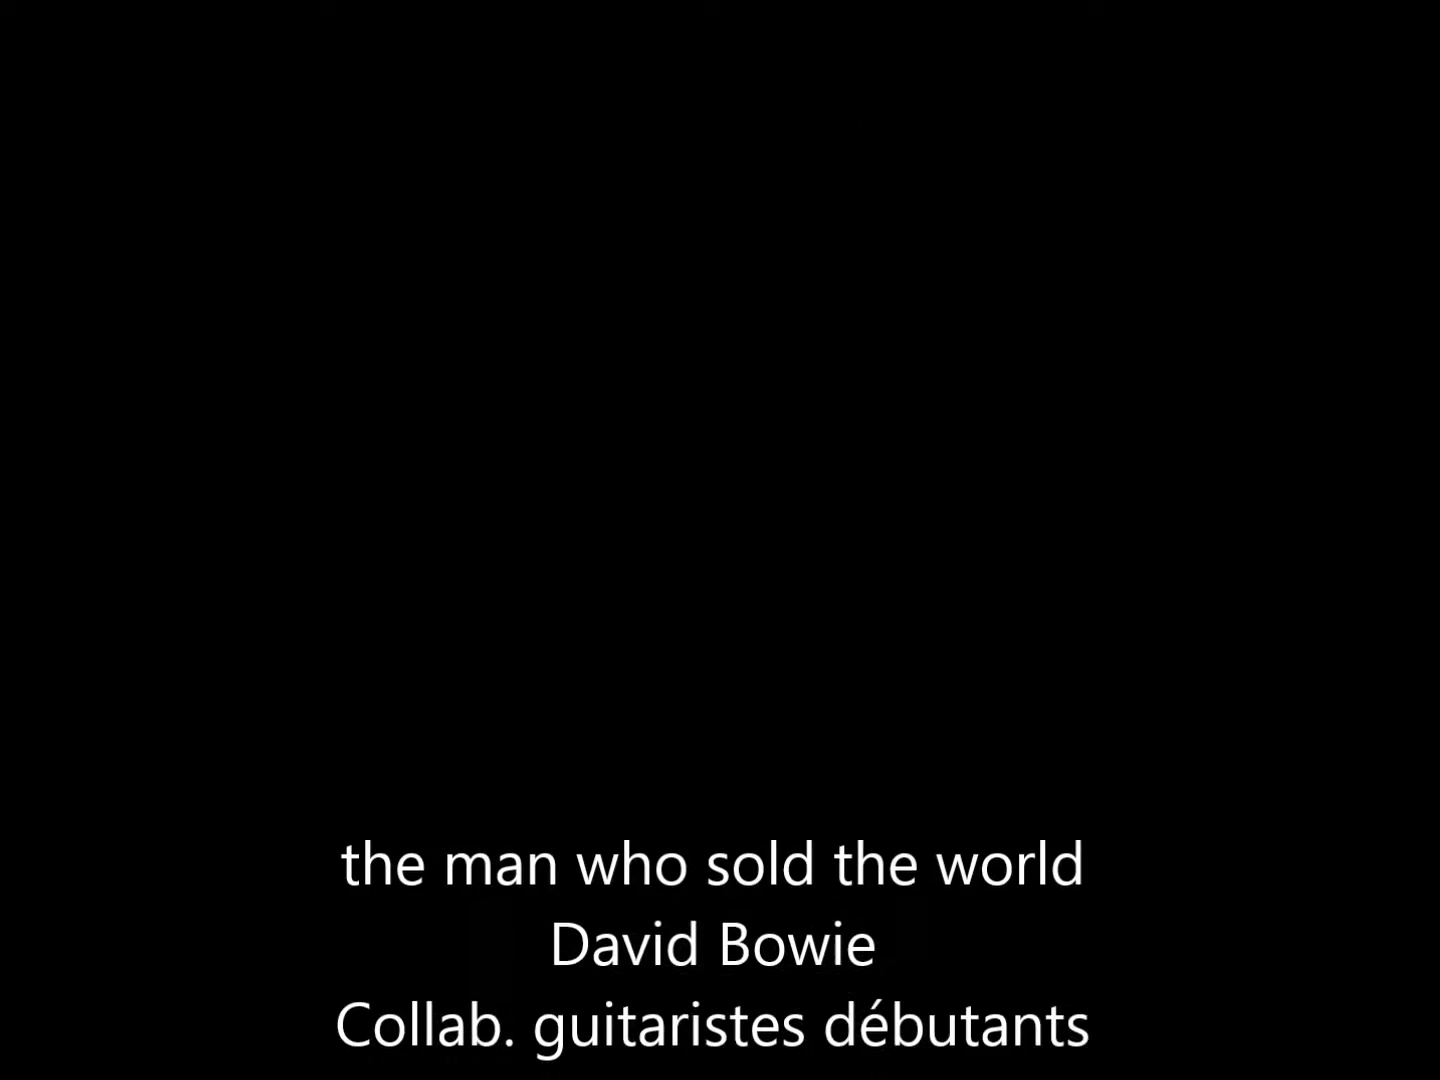 the man who sold the world
David Bowie
Collab. guitaristes débutants